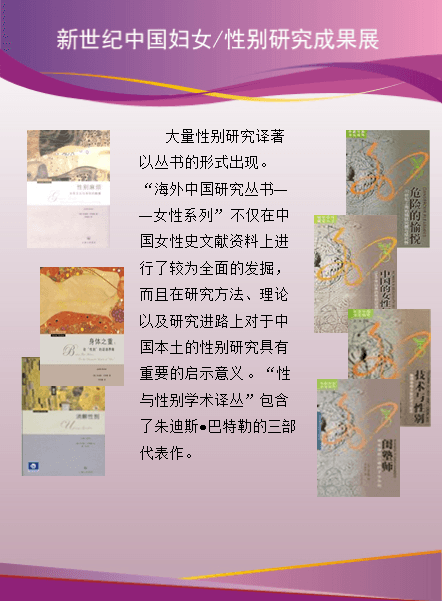 新世纪中国妇女/性别研究成果展
大量性别研究译著
以丛书的形式出现。
“海外中国研究丛书—
—女性系列”不仅在中
国女性史文献资料上进
行了较为全面的发掘，
而且在研究方法、理论
以及研究进路上对于中
国本土的性别研究具有
重要的启示意义。“性
与性别学术译丛”包含
了朱迪斯●巴特勒的三部
代表作。
性别麻烦
身体之重
消解性别
危险的愉悦
中国的女性
技术与性别
闺塾师